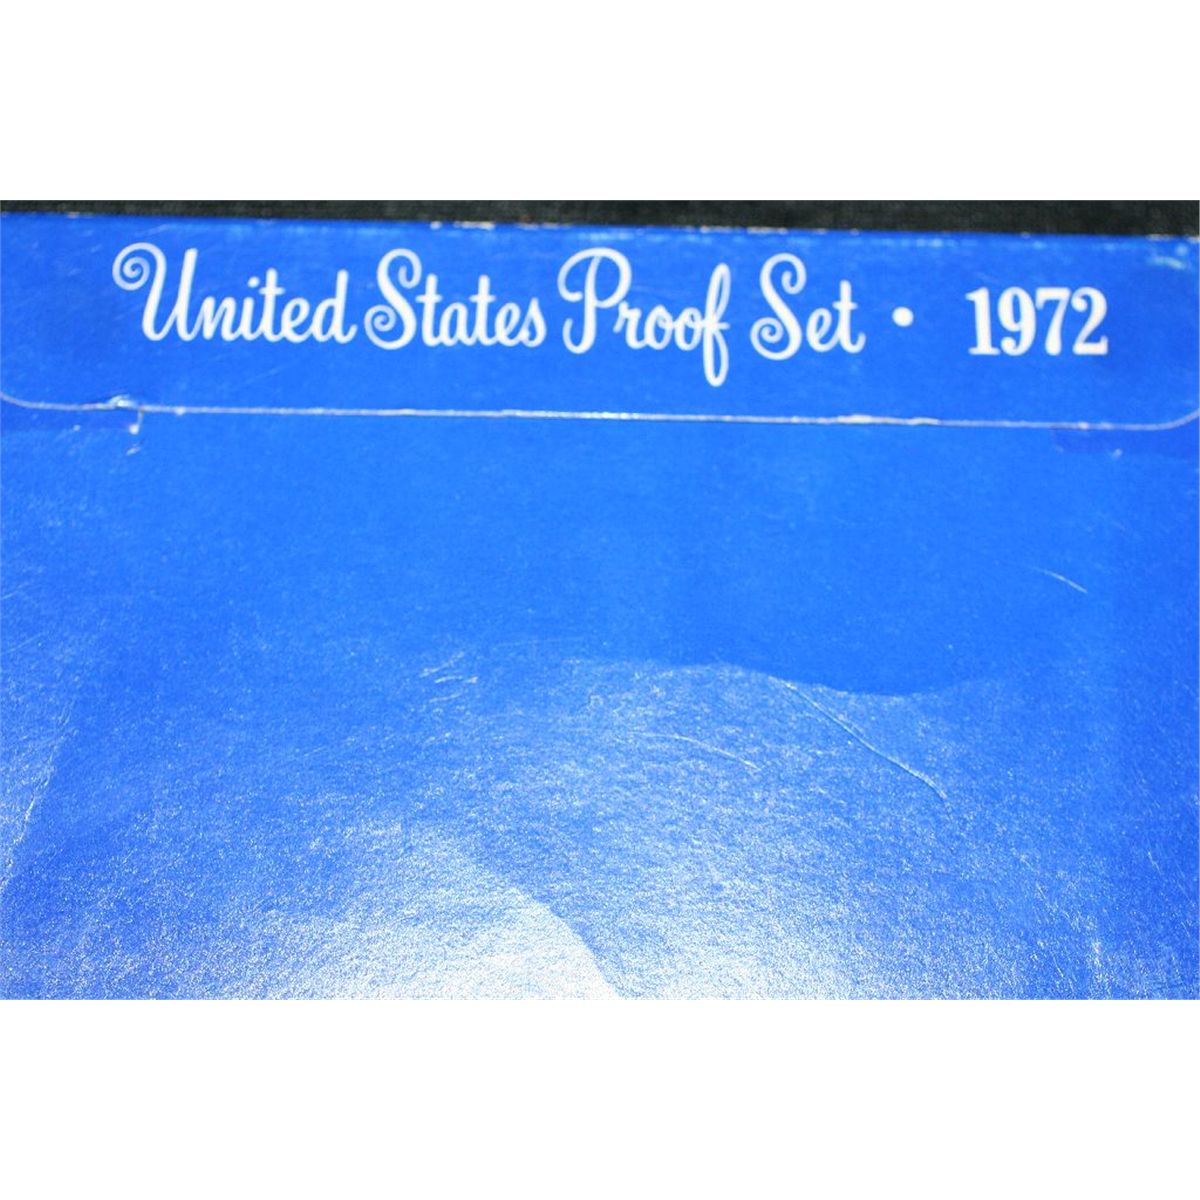 United States Proof Set • 1972